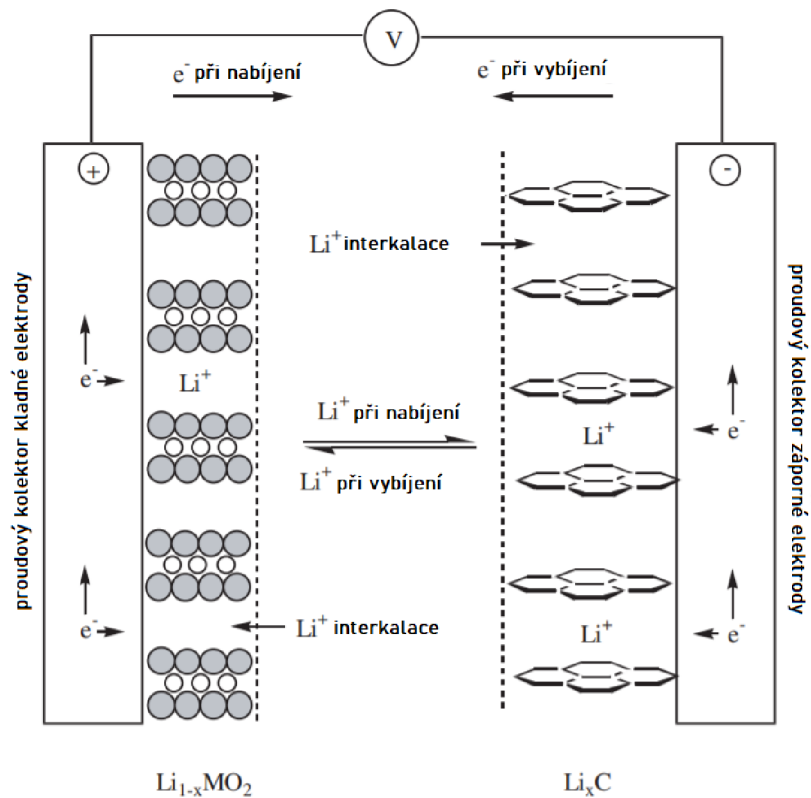 V
e⁻ při nabíjení
e⁻ při vybíjení
+
-
Li⁺ interkalace
proudový kolektor kladné elektrody
proudový kolektor záporné elektrody
e⁻
Li⁺
Li⁺ při nabíjení
Li⁺ při vybíjení
Li⁺
e⁻
e⁻
Li⁺ interkalace
Li⁺
e⁻
Li₁₋ₓMO₂
LiₓC